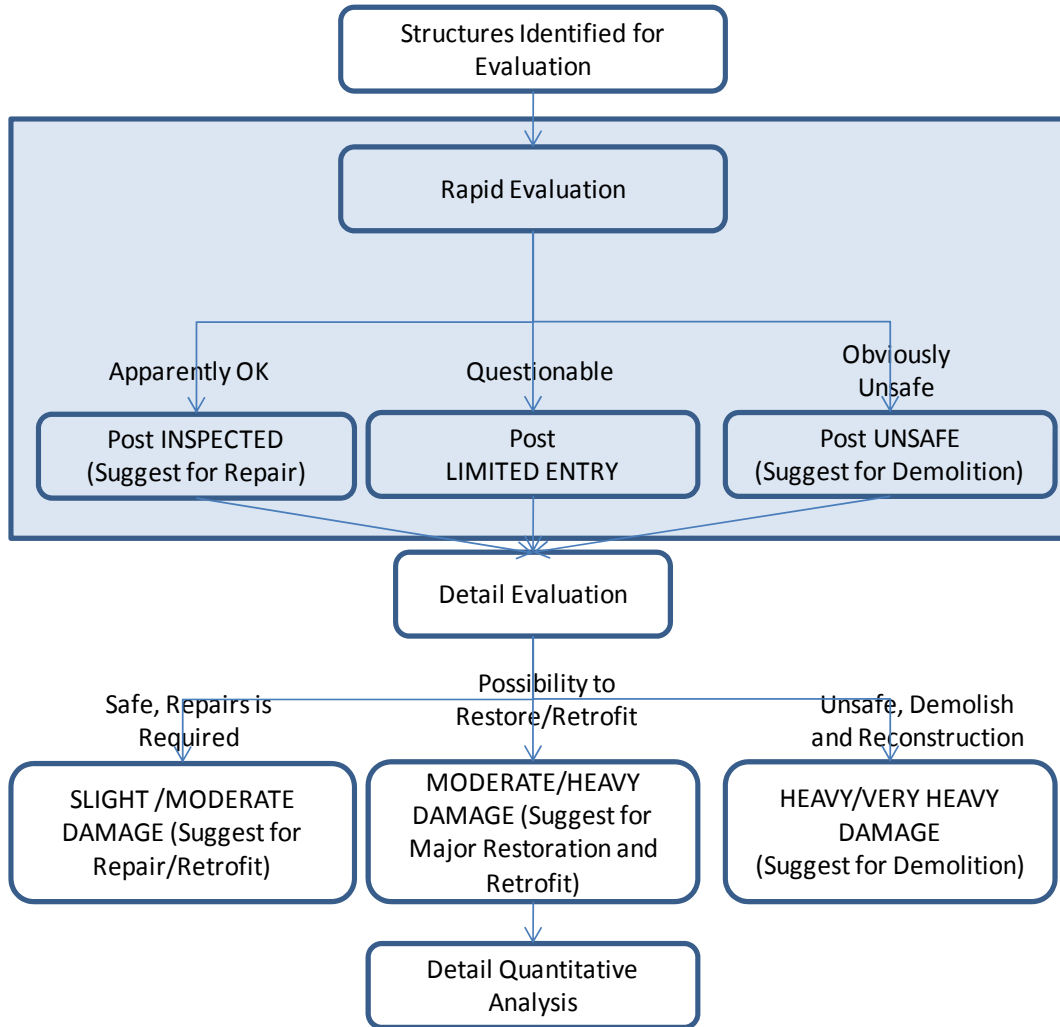 Structures Identified for
Evaluation
Rapid Evaluation
Apparently OK
Questionable
Obviously
Unsafe
Post INSPECTED
(Suggest for Repair)
Post
LIMITED ENTRY
Post UNSAFE
(Suggest for Demolition)
Detail Evaluation
Safe, Repairs is
Required
Possibility to
Restore/Retrofit
Unsafe, Demolish
and Reconstruction
SLIGHT /MODERATE
DAMAGE (Suggest for
Repair/Retrofit)
MODERATE/HEAVY
DAMAGE (Suggest for
Major Restoration and
Retrofit)
HEAVY/VERY HEAVY
DAMAGE
(Suggest for Demolition)
Detail Quantitative
Analysis